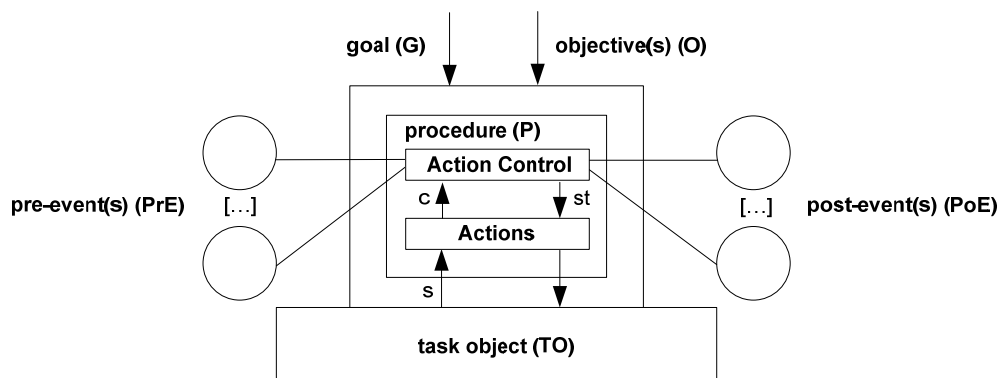 goal (G)
objective(s) (O)
procedure (P)
Action Control
pre-event(s) (PrE)
[...]
c
st
[...]
post-event(s) (PoE)
Actions
s
task object (TO)